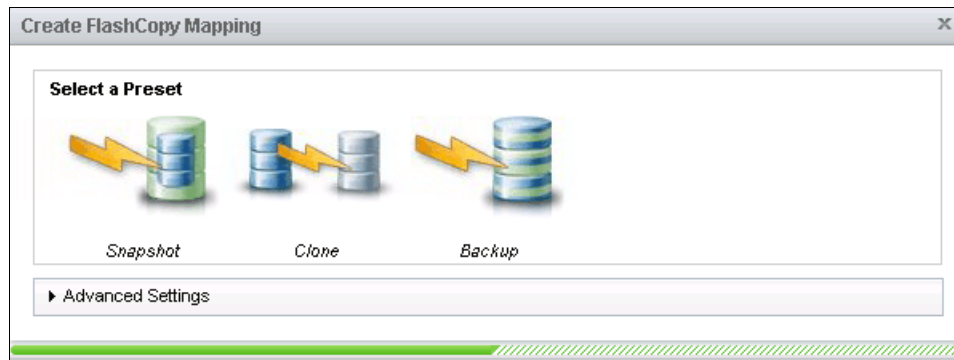 Create FlashCopy Mapping x
Select a Preset
Snapshot Clone Backup
Advanced Settings